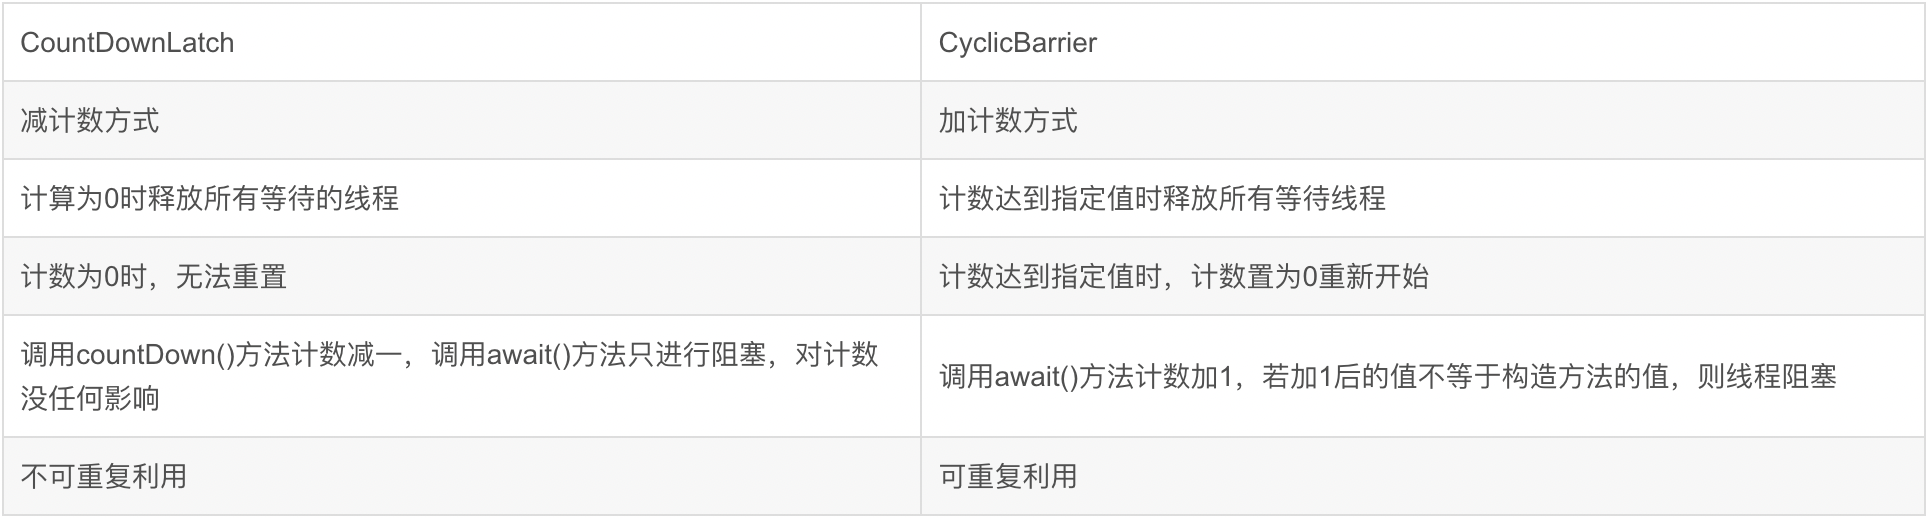 CountDownLatch
CyclicBarrier
减计数方式
加计数方式
计算为0时释放所有等待的线程
计数达到指定值时释放所有等待线程
计数为0时，无法重置
计数达到指定值时，计数置为0重新开始
调用countDown()方法计数减一，调用await()方法只进行阻塞，对计数
没任何影响
调用await()方法计数加1，若加1后的值不等于构造方法的值，则线程阻塞
不可重复利用
可重复利用